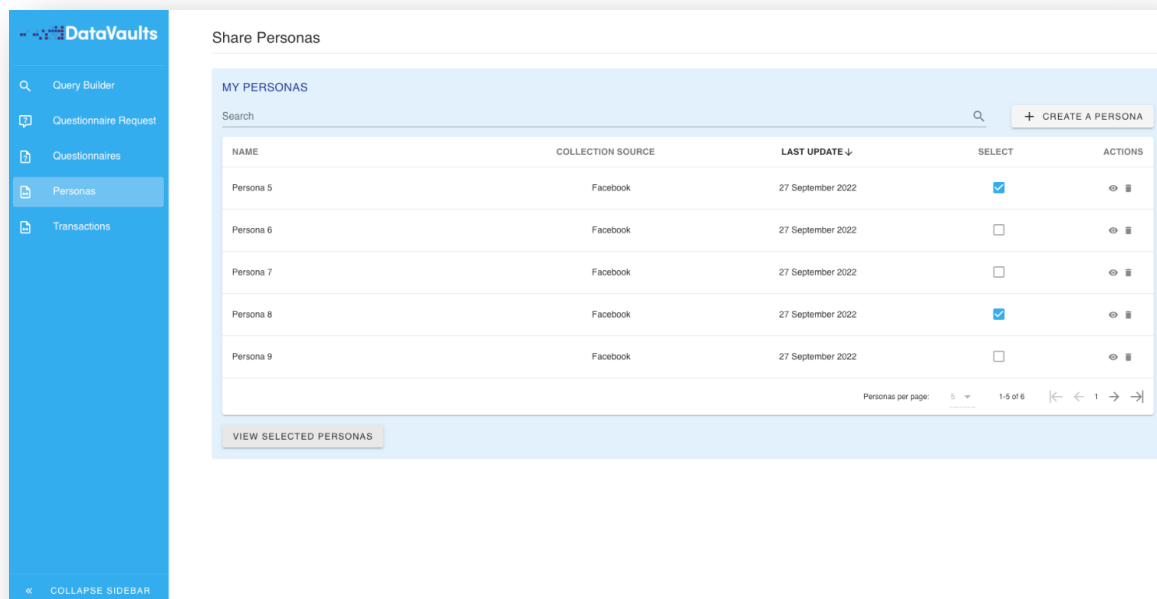 DataVaults
Query Builder
Questionnaire Request
Questionnaires
Personas
Transactions
« COLLAPSE SIDEBAR
Share Personas
MY PERSONAS
Search
+ CREATE A PERSONA
NAME COLLECTION SOURCE LAST UPDATE SELECT ACTIONS
Persona 5 Facebook 27 September 2022
Persona 6 Facebook 27 September 2022
Persona 7 Facebook 27 September 2022
Persona 8 Facebook 27 September 2022
Persona 9 Facebook 27 September 2022
Personas per page: 5 1-5 of 6 1
VIEW SELECTED PERSONAS